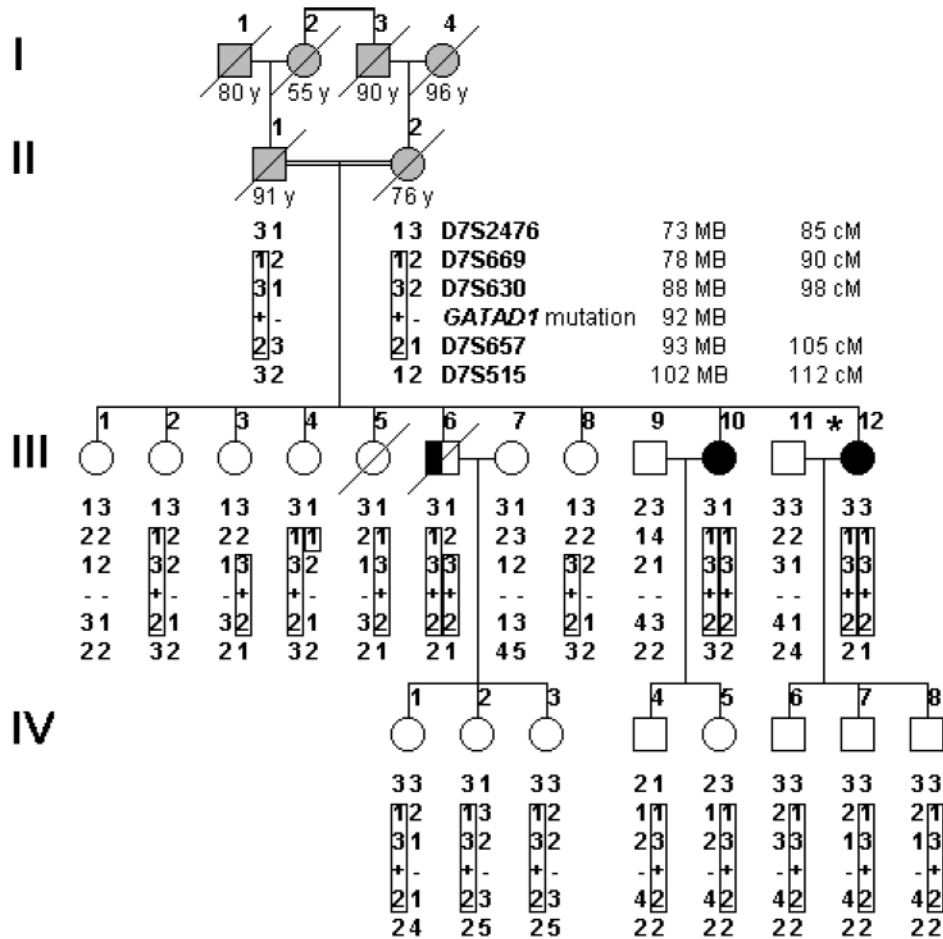 I
1 2 3 4
80 y 55 y 90 y 96 y
II
1 2
91 y 76 y
3 1 1 3 D7S2476 73 MB 85 cM
1 2 1 2 D7S669 78 MB 90 cM
3 1 3 2 D7S630 88 MB 98 cM
+ - + - GATAD1 mutation 92 MB
2 3 2 1 D7S657 93 MB 105 cM
3 2 1 2 D7S515 102 MB 112 cM
III
1 2 3 4 5 6 7 8 9 10 11 * 12
1 3 1 3 1 3 3 1 3 1 3 1 3 1 1 3 2 3 3 1 3 3 3 3
2 2 1 2 2 2 1 1 2 1 1 2 2 3 2 2 1 4 1 1 2 2 1 1
1 2 3 2 1 3 3 2 1 3 3 3 1 2 3 2 2 1 3 3 3 1 3 3
- - + - - + + - - + + + - - + - - - + + - - + +
3 1 2 1 3 2 2 1 3 2 2 2 1 3 2 1 4 3 2 2 4 1 2 2
2 2 3 2 2 1 3 2 2 1 2 1 4 5 3 2 2 2 3 2 2 4 2 1
IV
1 2 3 4 5 6 7 8
3 3 3 1 3 3 2 1 2 3 3 3 3 3 3 3
1 2 1 3 1 2 1 1 1 1 2 1 2 1 2 1
3 1 3 2 3 2 2 3 2 3 3 3 1 3 1 3
+ - + - + - - + - + - + - + - +
2 1 2 3 2 3 4 2 4 2 4 2 4 2 4 2
2 4 2 5 2 5 2 2 2 2 2 2 2 2 2 2